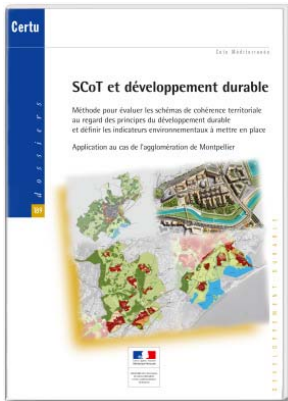 Certu
Cete Méditerranée
SCoT et développement durable
Méthode pour évaluer les schémas de cohérence territoriale
au regard des principes du développement durable
et définir les indicateurs environnementaux à mettre en place
Application au cas de l'agglomération de Montpellier
dossiers
DÉVELOPPEMENT DURABLE